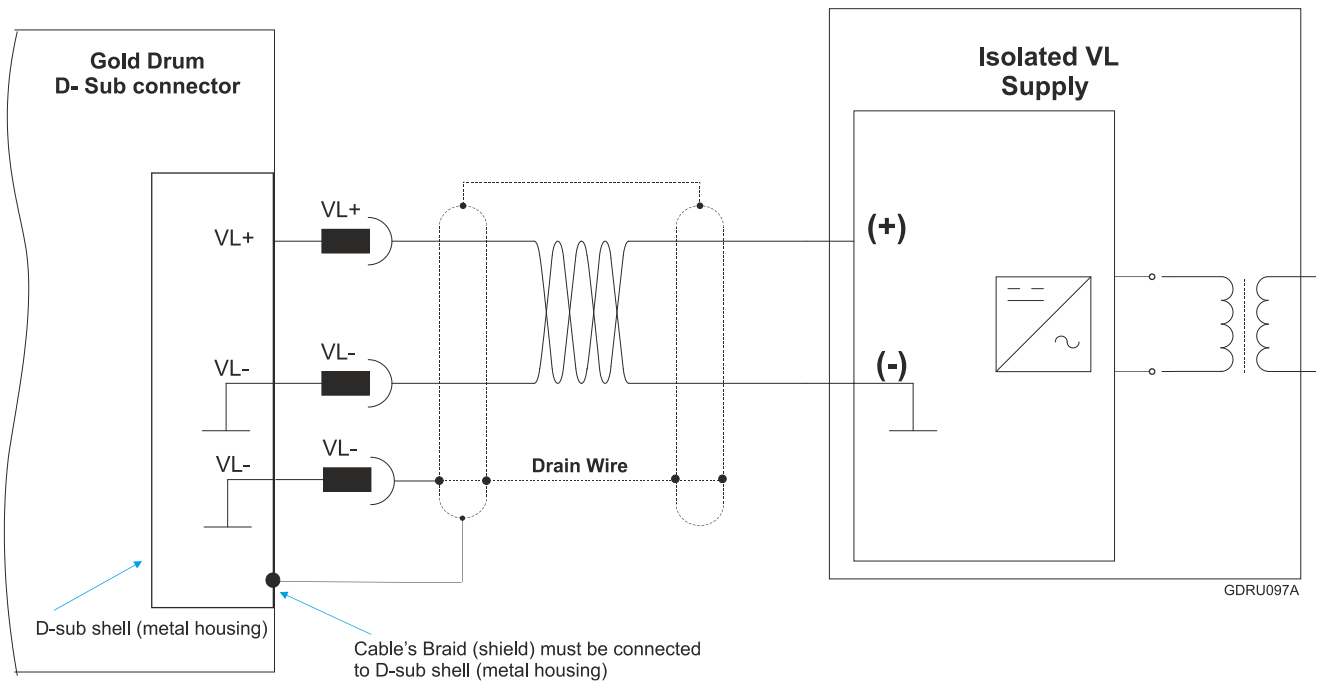 Gold Drum
D- Sub connector
Isolated VL
Supply
VL+
VL+
(+)
VL-
VL-
(-)
VL-
VL-
Drain Wire
GDRU097A
D-sub shell (metal housing)
Cable's Braid (shield) must be connected
to D-sub shell (metal housing)